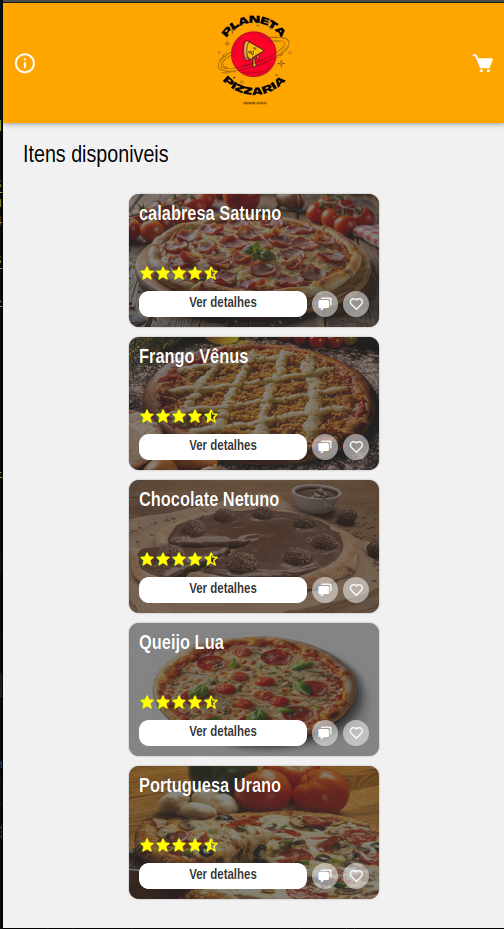 PLANETA
PIZZARIA
Itens disponiveis
calabresa Saturno
Ver detalhes
Frango Vênus
Ver detalhes
Chocolate Netuno
Ver detalhes
Queijo Lua
Ver detalhes
Portuguesa Urano
Ver detalhes